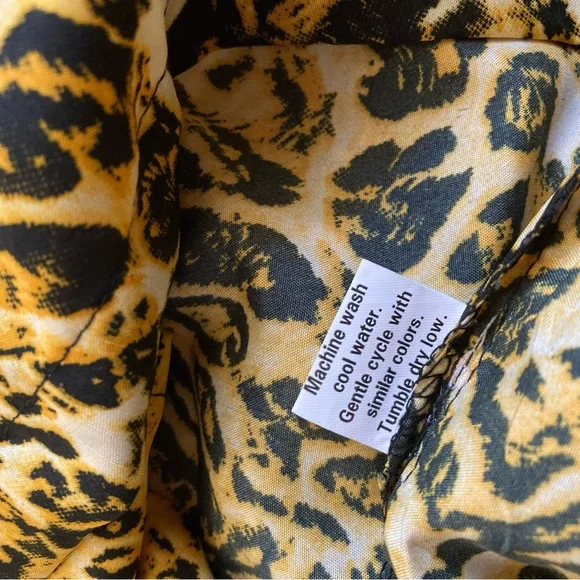 Machine wash
cool water.
Gentle cycle with
similar colors.
Tumble dry low.